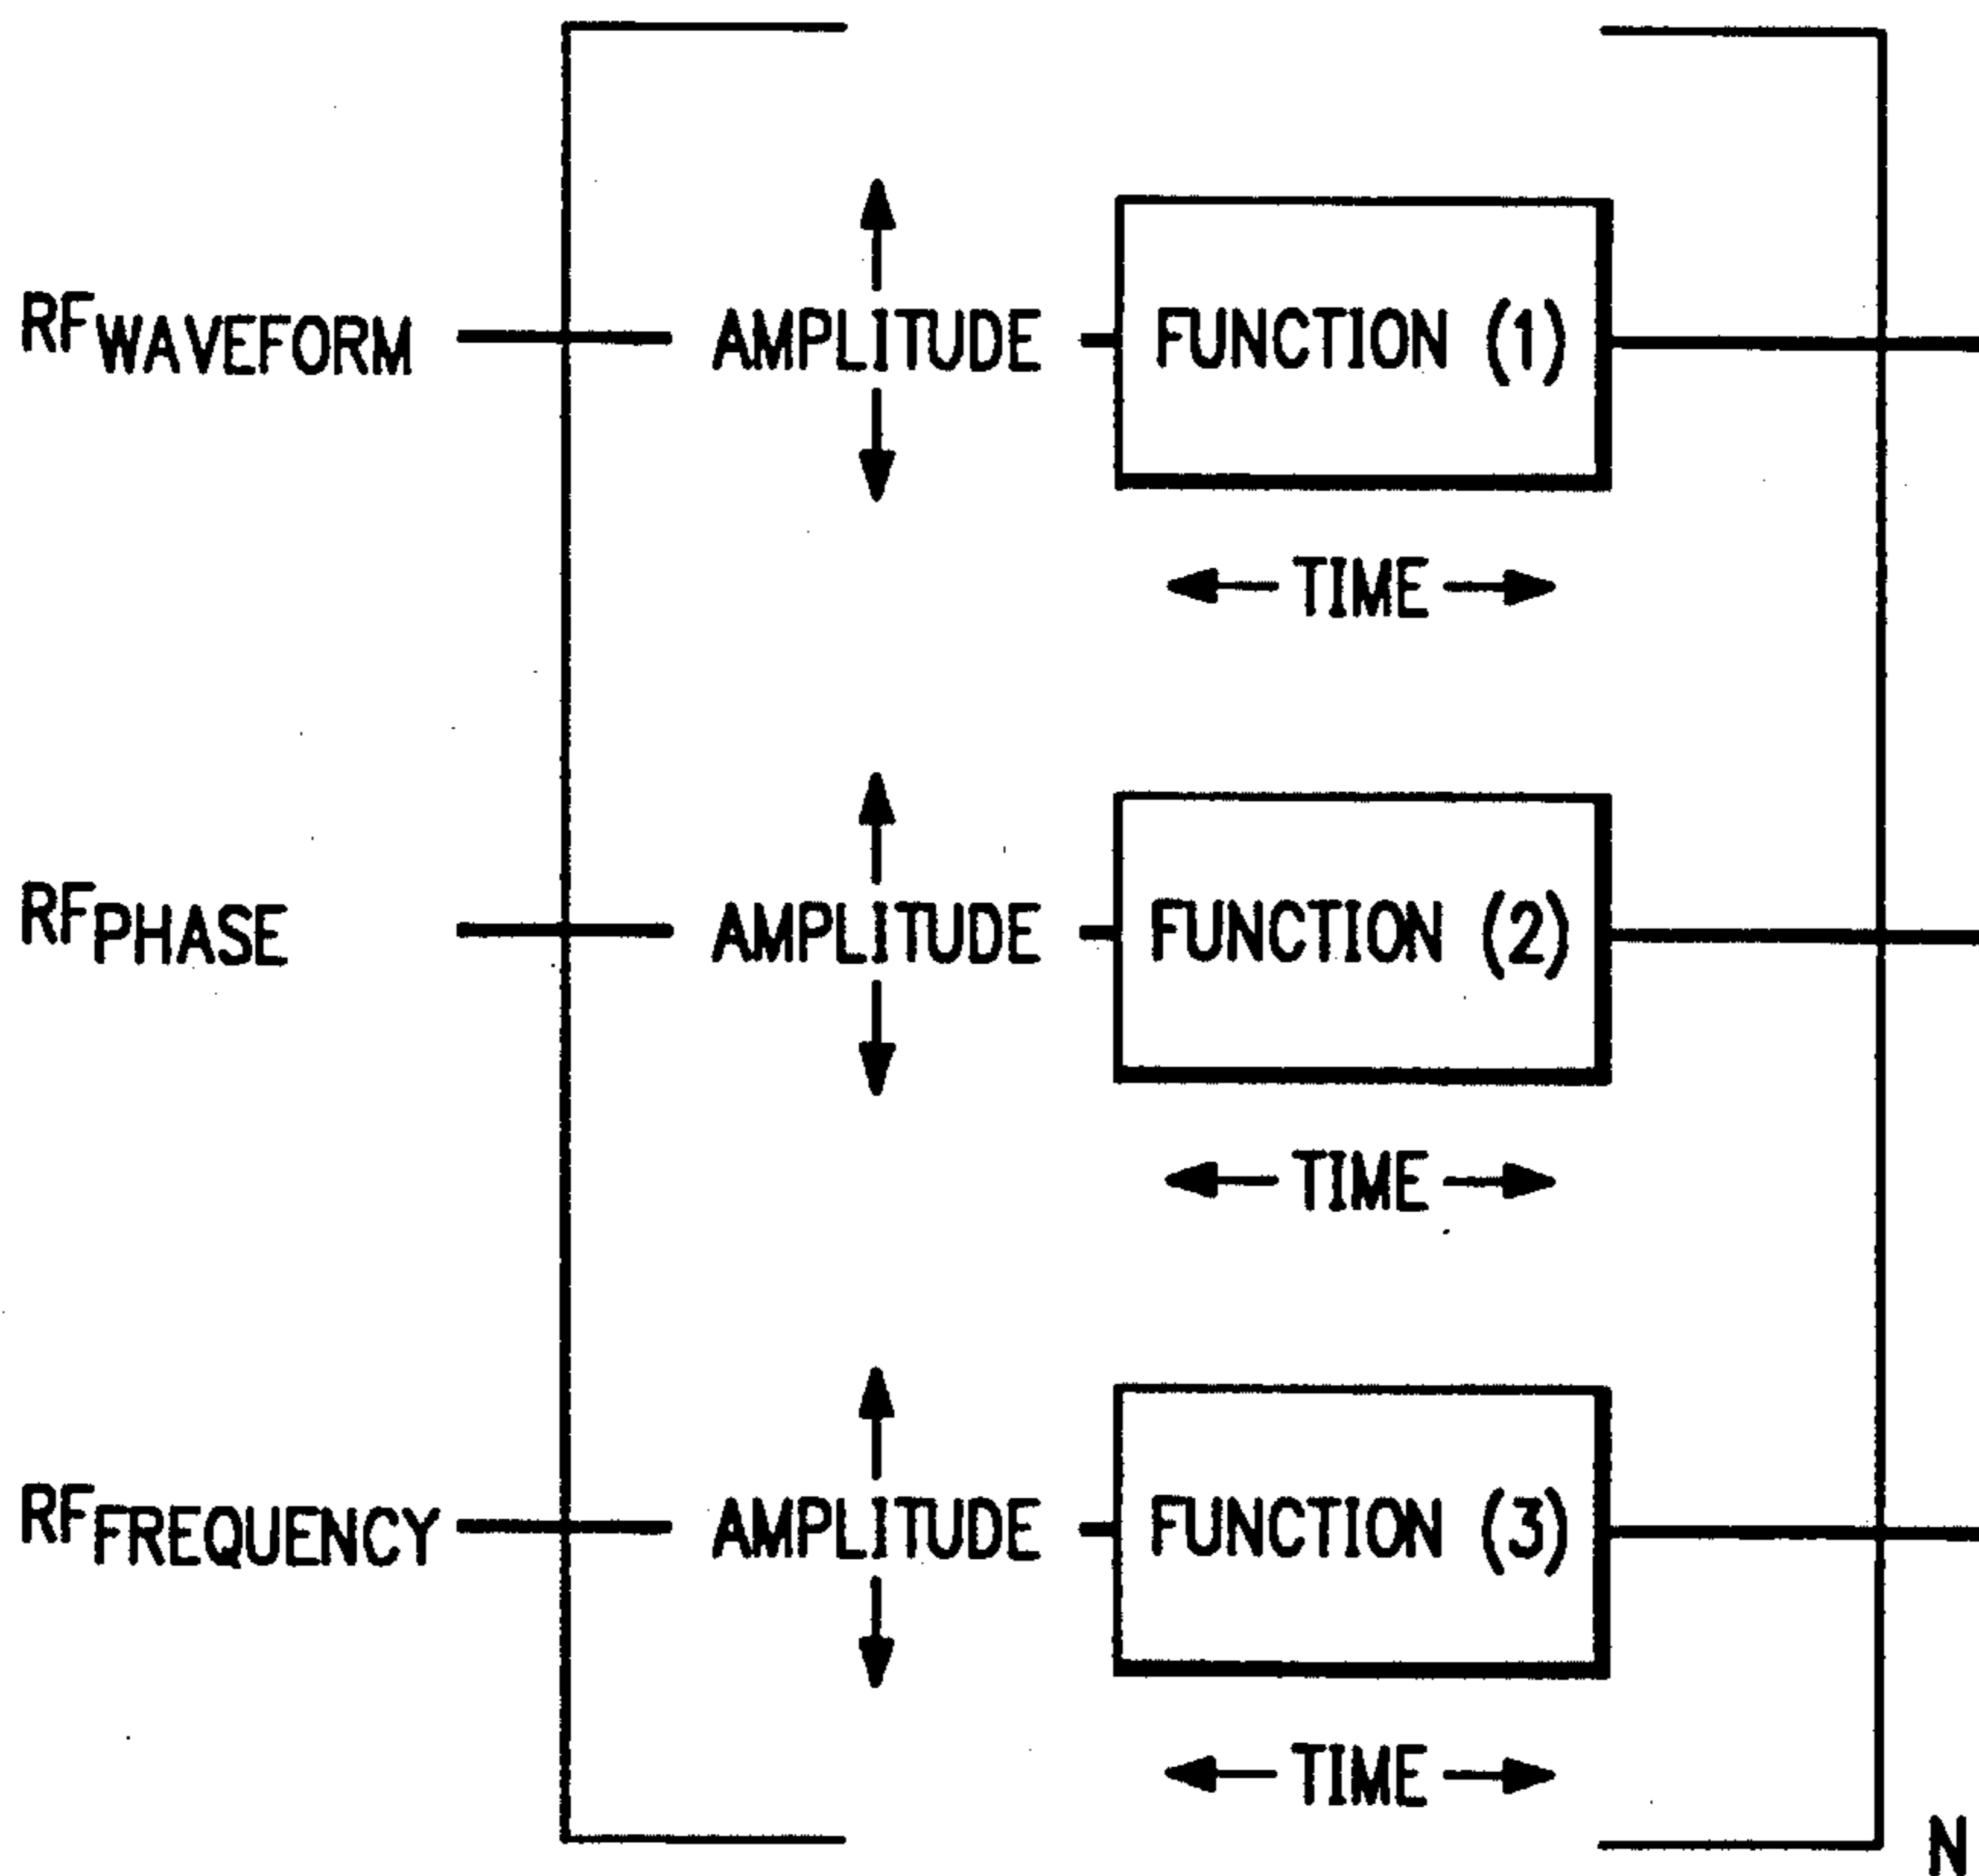 RFWAVEFORM AMPLITUDE FUNCTION (1)
TIME
RFPHASE AMPLITUDE FUNCTION (2)
TIME
RFFREQUENCY AMPLITUDE FUNCTION (3)
TIME
N